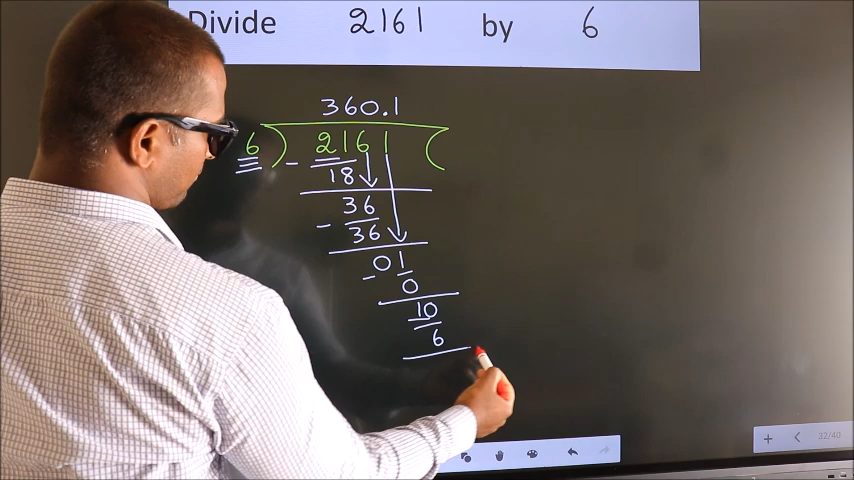 Divide 2161 by 6
360.1
6 ) 2161 (
- 18
36
- 36
01
- 0
10
6
+ < 32/40